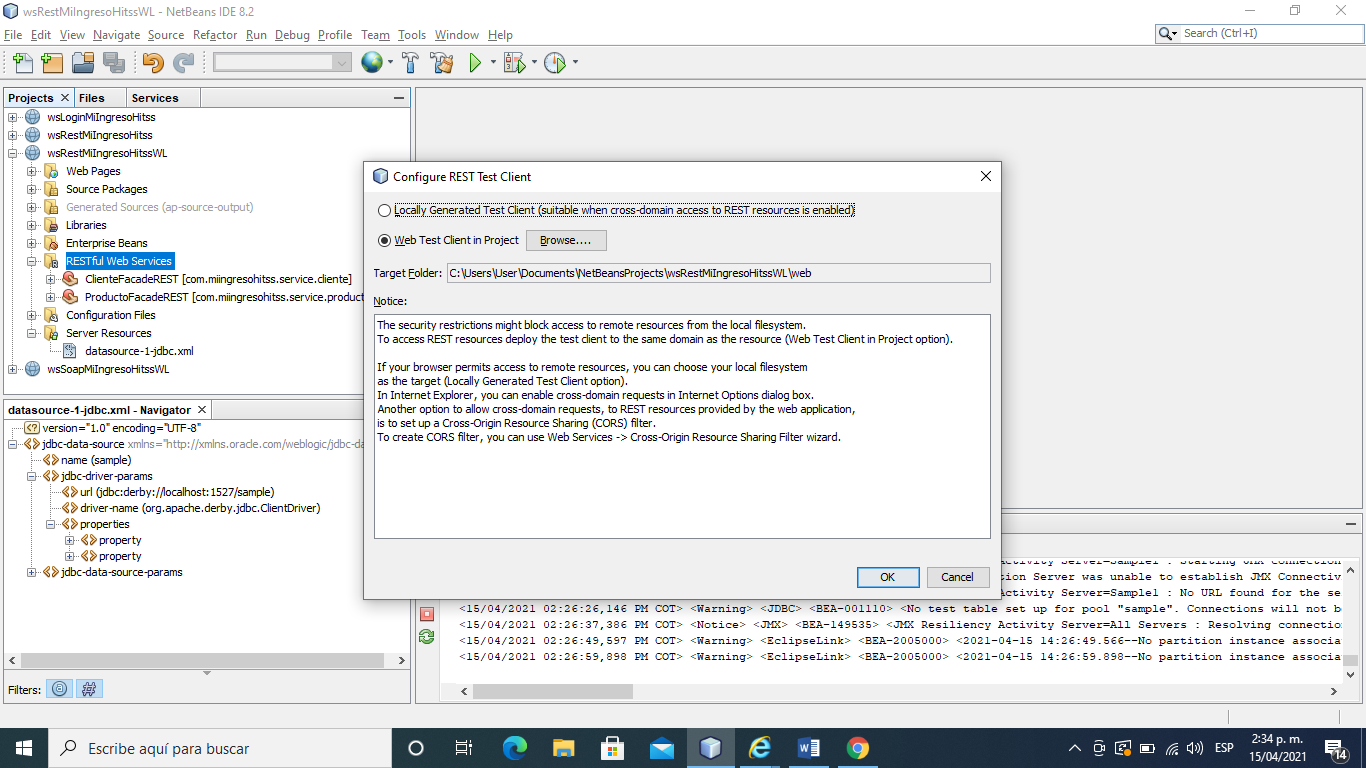 wsRestMiIngresoHitssWL - NetBeans IDE 8.2
File Edit View Navigate Source Refactor Run Debug Profile Team Tools Window Help
Search (Ctrl+I)
Projects Files Services
wsLoginMiIngresoHitss
wsRestMiIngresoHitss
wsRestMiIngresoHitssWL
Web Pages
Source Packages
Generated Sources (ap-source-output)
Libraries
Enterprise Beans
RESTful Web Services
ClienteFacadeREST [com.miingresohitss.service.cliente]
ProductoFacadeREST [com.miingresohitss.service.product
Configuration Files
Server Resources
datasource-1-jdbc.xml
wsSoapMiIngresoHitssWL
datasource-1-jdbc.xml - Navigator
version="1.0" encoding="UTF-8"
jdbc-data-source xmlns="http://xmlns.oracle.com/weblogic/jdbc-da
name (sample)
jdbc-driver-params
url (jdbc:derby://localhost:1527/sample)
driver-name (org.apache.derby.jdbc.ClientDriver)
properties
property
property
jdbc-data-source-params
Filters:
Configure REST Test Client
Locally Generated Test Client (suitable when cross-domain access to REST resources is enabled)
Web Test Client in Project Browse....
Target Folder: C:\Users\User\Documents\NetBeansProjects\wsRestMiIngresoHitssWL\web
Notice:
The security restrictions might block access to remote resources from the local filesystem.
To access REST resources deploy the test client to the same domain as the resource (Web Test Client in Project option).
If your browser permits access to remote resources, you can choose your local filesystem
as the target (Locally Generated Test Client option).
In Internet Explorer, you can enable cross-domain requests in Internet Options dialog box.
Another option to allow cross-domain requests, to REST resources provided by the web application,
is to set up a Cross-Origin Resource Sharing (CORS) filter.
To create CORS filter, you can use Web Services -> Cross-Origin Resource Sharing Filter wizard.
OK Cancel
ctivity Server=Sample1 : Starting JMX connection
ion Server was unable to establish JMX Connectiv
ctivity Server=Sample1 : No URL found for the se
<15/04/2021 02:26:26,146 PM COT> <Warning> <JDBC> <BEA-001110> <No test table set up for pool "sample". Connections will not b
<15/04/2021 02:26:37,386 PM COT> <Notice> <JMX> <BEA-149535> <JMX Resiliency Activity Server=All Servers : Resolving connectio
<15/04/2021 02:26:49,597 PM COT> <Warning> <EclipseLink> <BEA-2005000> <2021-04-15 14:26:49.566--No partition instance associa
<15/04/2021 02:26:59,898 PM COT> <Warning> <EclipseLink> <BEA-2005000> <2021-04-15 14:26:59.898--No partition instance associa
Escribe aquí para buscar
ESP
2:34 p. m.
15/04/2021
14